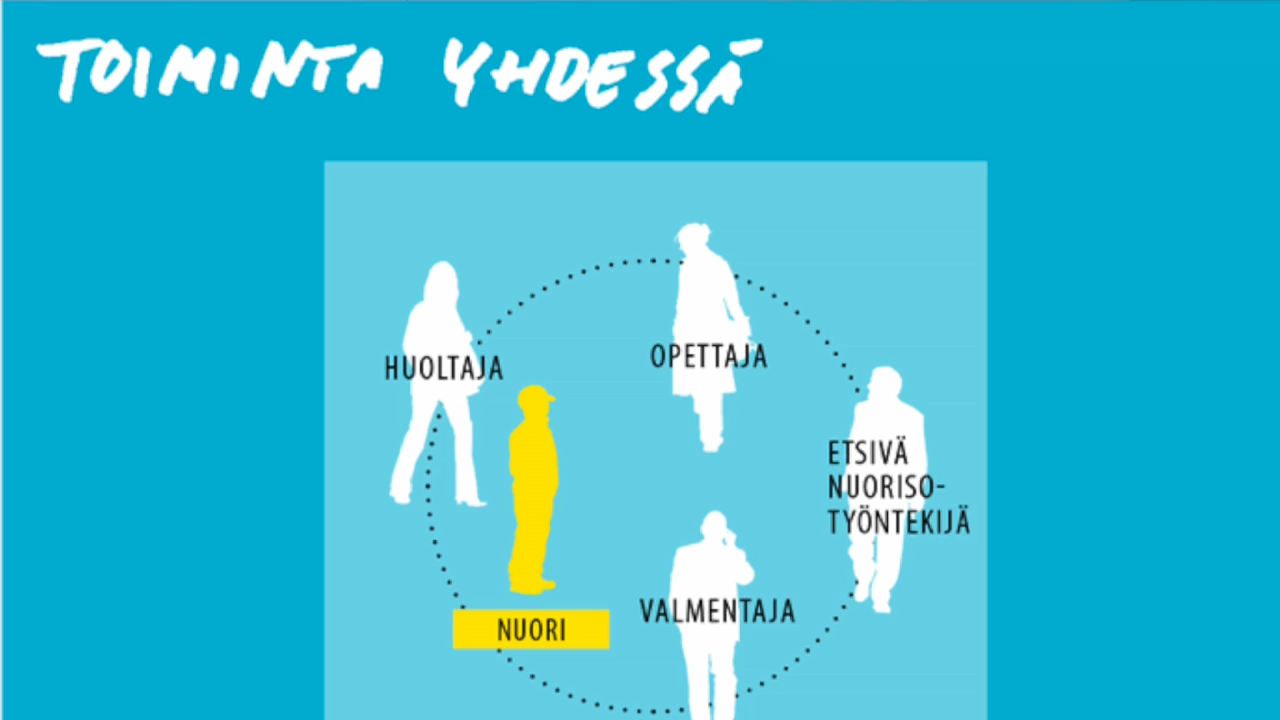 TOIMINTA YHDESSÄ
OPETTAJA
HUOLTAJA
ETSIVÄ
NUORISO-
TYÖNTEKIJÄ
VALMENTAJA
NUORI